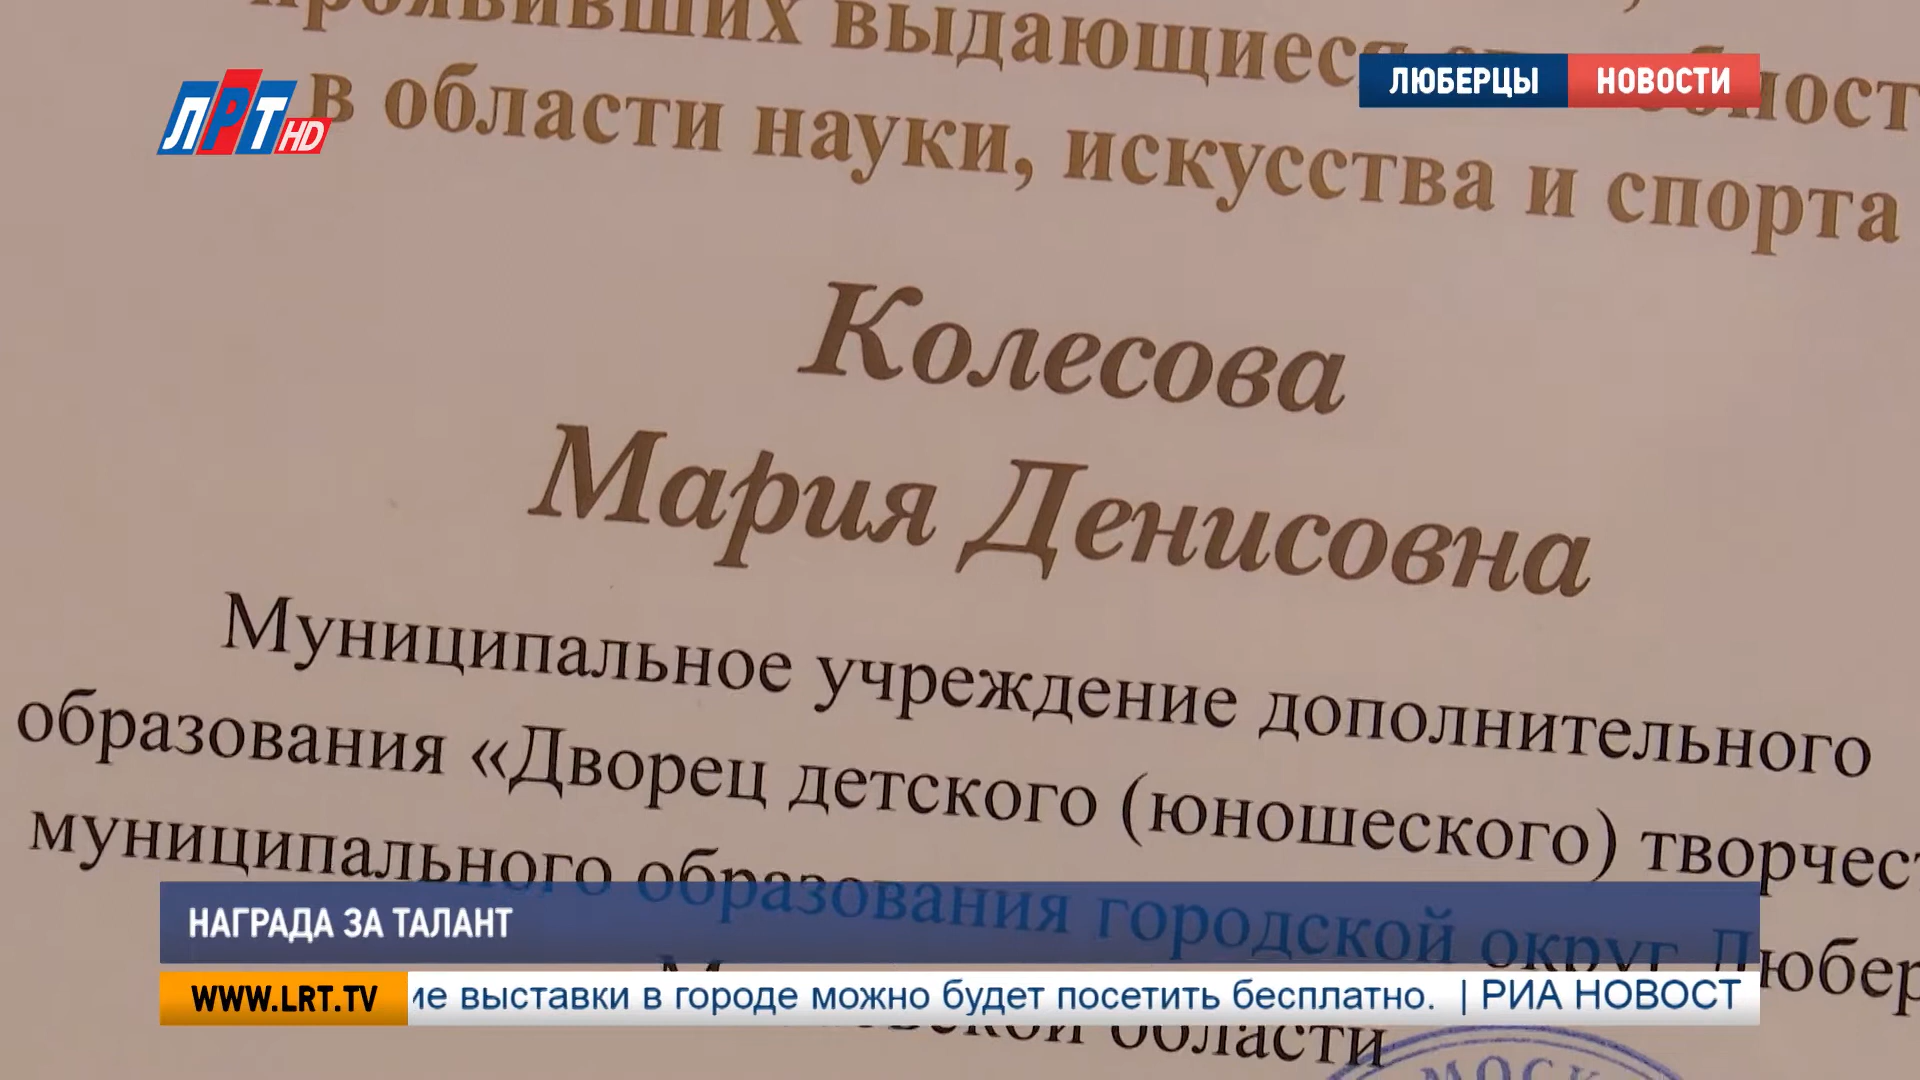 проявивших выдающиеся
в области науки, искусства и спорта
ЛРТ HD
ЛЮБЕРЦЫ НОВОСТИ
Колесова
Мария Денисовна
Муниципальное учреждение дополнительного
образования «Дворец детского (юношеского) творчест
муниципального образования городской округ Любер
НАГРАДА ЗА ТАЛАНТ
WWW.LRT.TV ие выставки в городе можно будет посетить бесплатно. | РИА НОВОСТ
области
МОСК